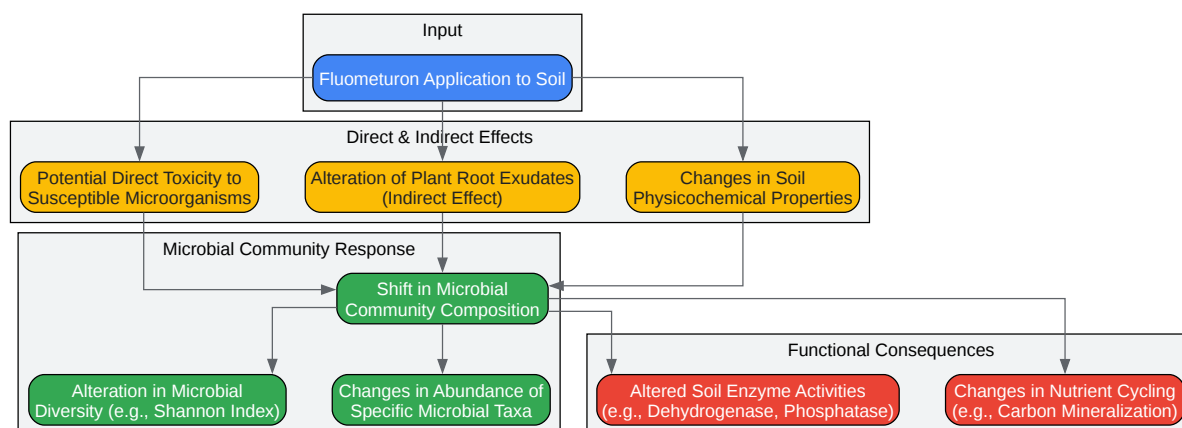 Input
Fluometuron Application to Soil
Direct & Indirect Effects
Potential Direct Toxicity to
Susceptible Microorganisms
Alteration of Plant Root Exudates
(Indirect Effect)
Changes in Soil
Physicochemical Properties
Microbial Community Response
Shift in Microbial
Community Composition
Alteration in Microbial
Diversity (e.g., Shannon Index)
Changes in Abundance of
Specific Microbial Taxa
Functional Consequences
Altered Soil Enzyme Activities
(e.g., Dehydrogenase, Phosphatase)
Changes in Nutrient Cycling
(e.g., Carbon Mineralization)